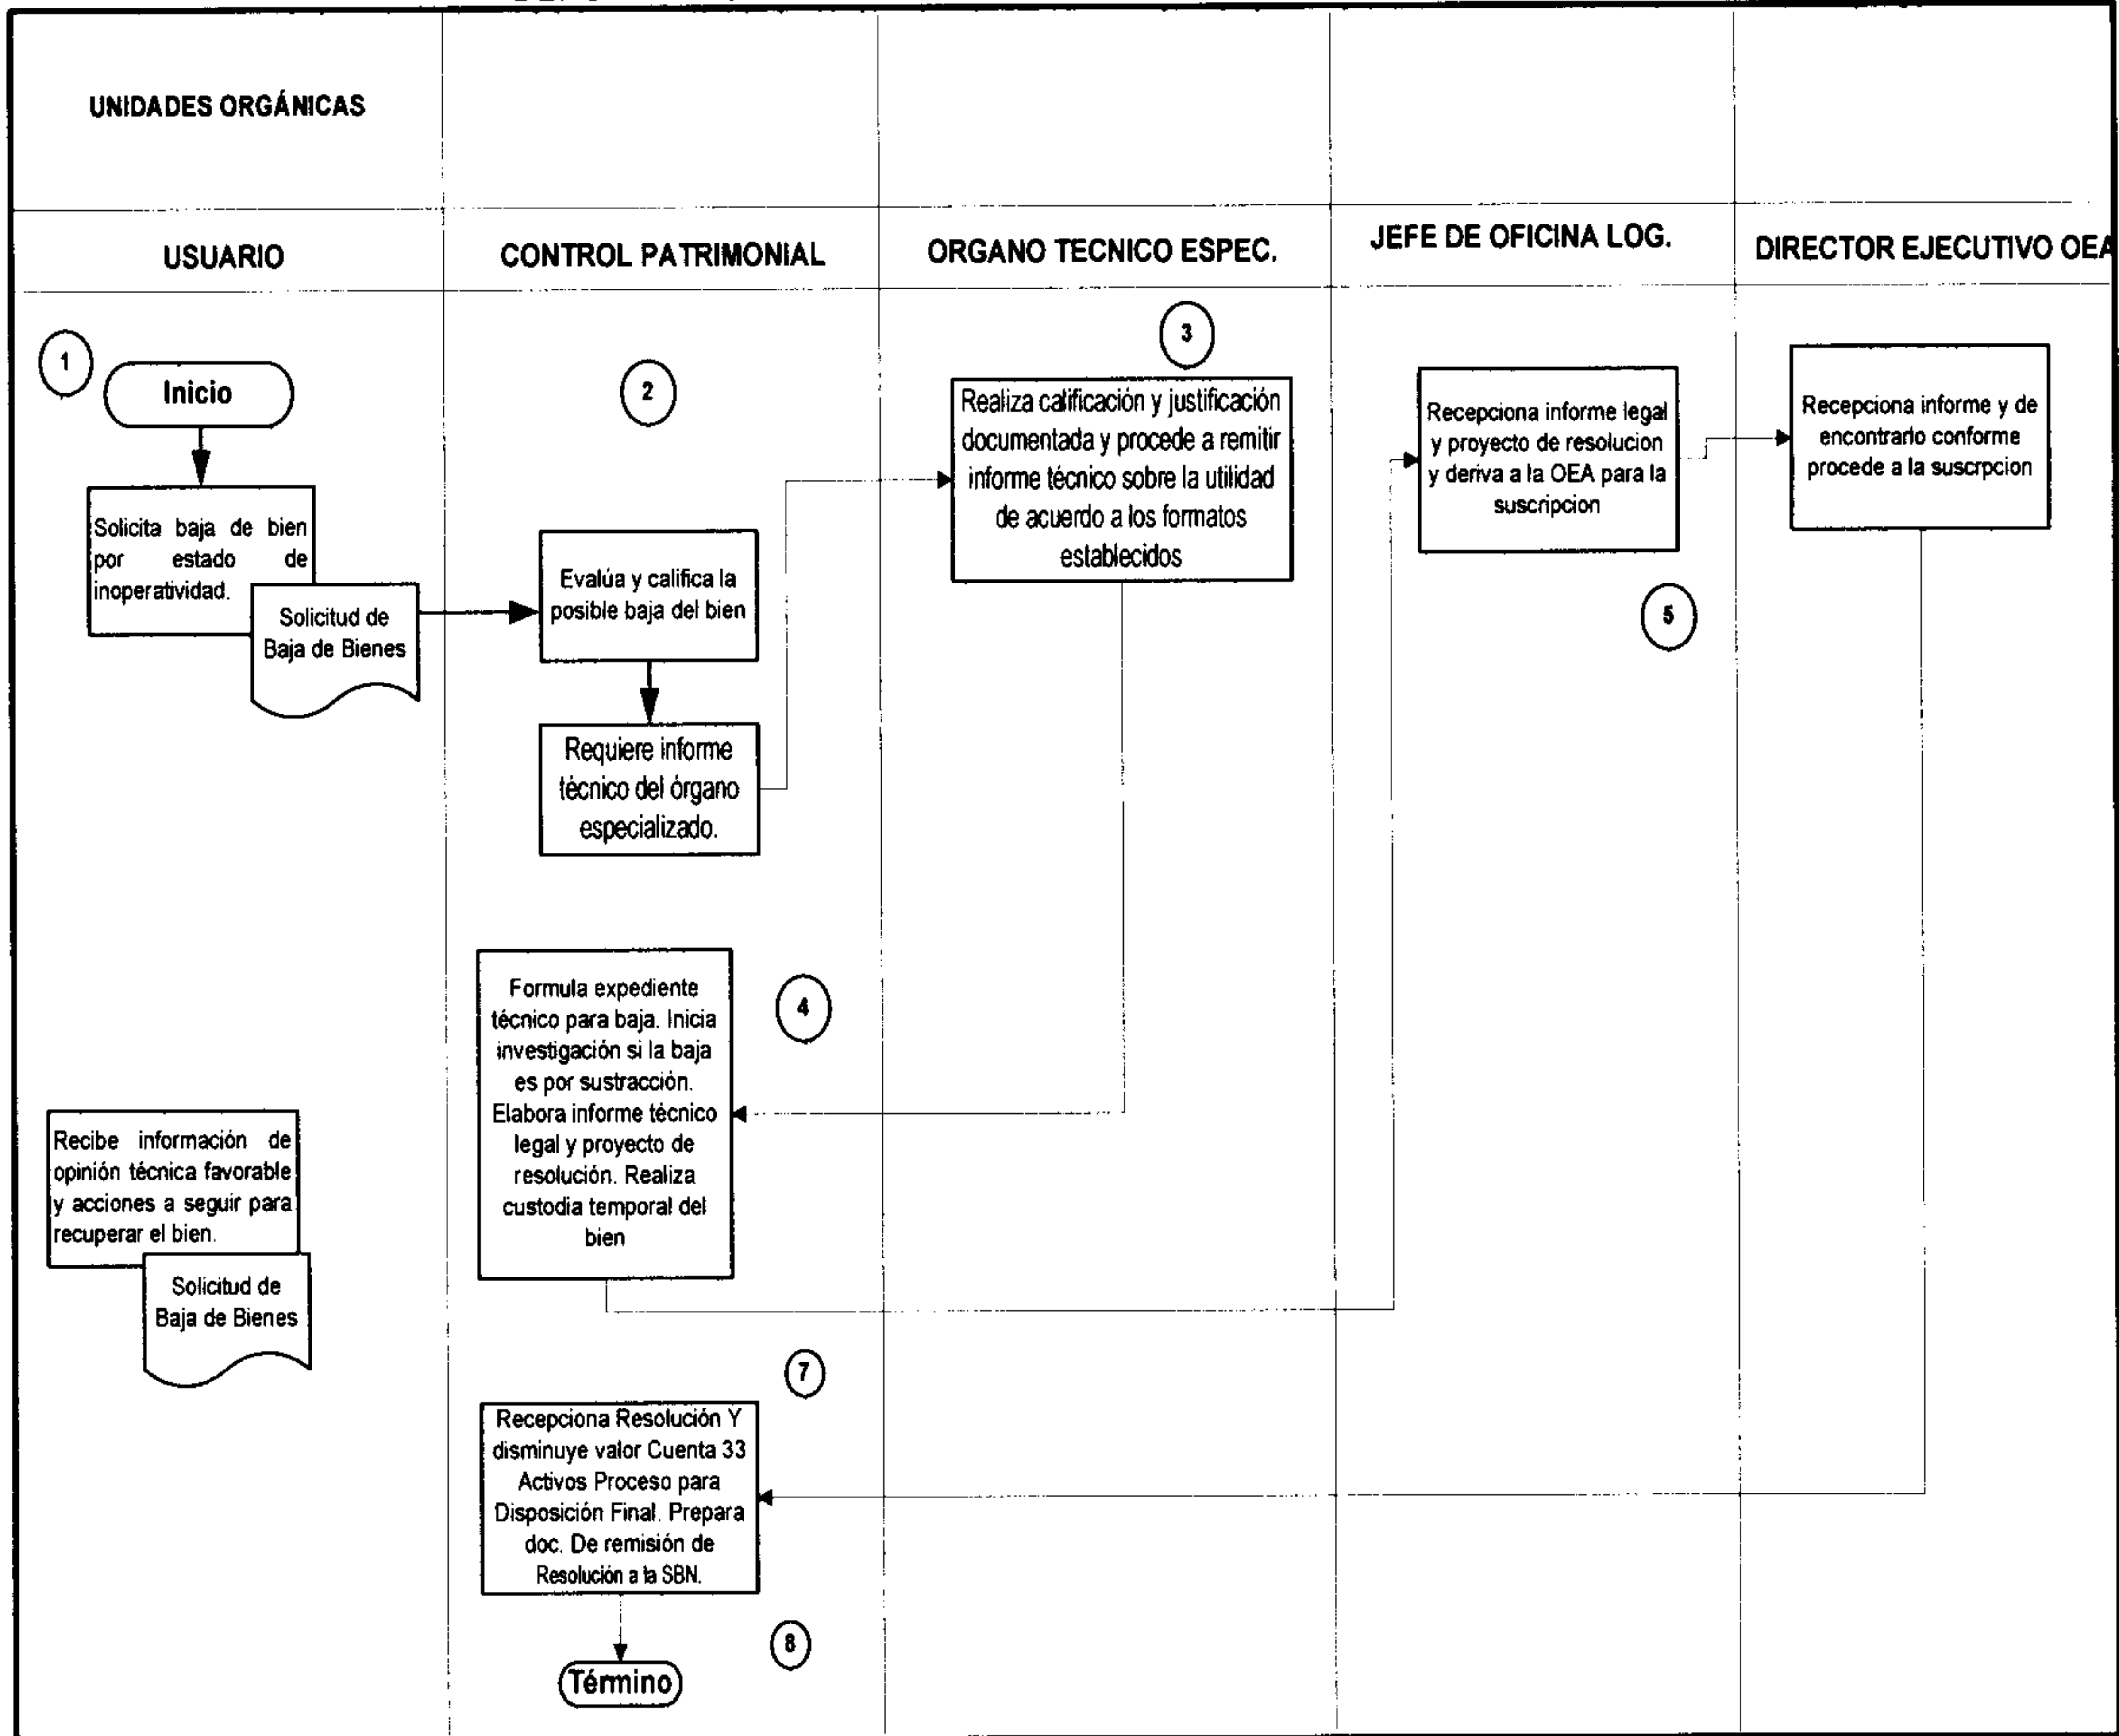 UNIDADES ORGÁNICAS
USUARIO
CONTROL PATRIMONIAL
ORGANO TECNICO ESPEC.
JEFE DE OFICINA LOG.
DIRECTOR EJECUTIVO OEA
1
Inicio
Solicita baja de bien
por estado de
inoperatividad.
Solicitud de
Baja de Bienes
2
Evalúa y califica la
posible baja del bien
Requiere informe
técnico del órgano
especializado.
3
Realiza calificación y justificación
documentada y procede a remitir
informe técnico sobre la utilidad
de acuerdo a los formatos
establecidos
Recepciona informe legal
y proyecto de resolucion
y deriva a la OEA para la
suscripcion
5
Recepciona informe y de
encontrarlo conforme
procede a la suscrpcion
Formula expediente
técnico para baja. Inicia
investigación si la baja
es por sustracción.
Elabora informe técnico
legal y proyecto de
resolución. Realiza
custodia temporal del
bien
4
Recibe información de
opinión técnica favorable
y acciones a seguir para
recuperar el bien.
Solicitud de
Baja de Bienes
7
Recepciona Resolución Y
disminuye valor Cuenta 33
Activos Proceso para
Disposición Final. Prepara
doc. De remisión de
Resolución a la SBN.
8
Término